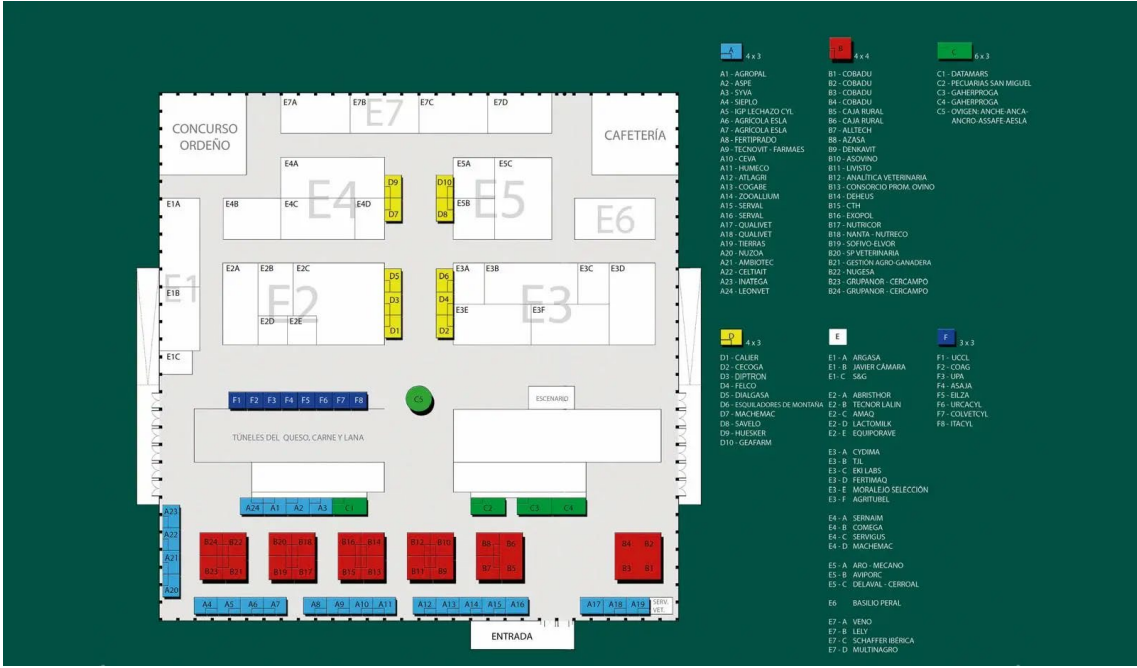 CONCURSO
ORDEÑO
E7A
E7B
E7C
E7D
E7
CAFETERÍA
E4A
E4B
E4C
E4D
E4
D9
D7
D10
D8
E5A
E5B
E5C
E5
E6
E1A
E1
E1B
E1C
E2A
E2B
E2C
E2
E2D
E2E
D5
D3
D1
D6
D4
D2
E3A
E3B
E3C
E3D
E3
E3E
E3F
F1 F2 F3 F4 F5 F6 F7 F8
C5
ESCENARIO
TÚNELES DEL QUESO, CARNE Y LANA
A24 A1 A2 A3 C1
C2
C3 C4
A23
A22
A21
A20
B24 B22
B23 B21
B20 B18
B19 B17
B16 B14
B15 B13
B12 B10
B11 B9
B8 B6
B7 B5
B4 B2
B3 B1
A4 A5 A6 A7
A8 A9 A10 A11
A12 A13 A14 A15 A16
A17 A18 A19
SERV.
VET.
ENTRADA
A 4 x 3
A1 - AGROPAL
A2 - ASPE
A3 - SYVA
A4 - SIEPLO
A5 - IGP LECHAZO CYL
A6 - AGRÍCOLA ESLA
A7 - AGRÍCOLA ESLA
A8 - FERTIPRADO
A9 - TECNOVIT - FARMAES
A10 - CEVA
A11 - HUMECO
A12 - ATLAGRI
A13 - COGABE
A14 - ZOOALLIUM
A15 - SERVAL
A16 - SERVAL
A17 - QUALIVET
A18 - QUALIVET
A19 - TIERRAS
A20 - NUZOA
A21 - AMBIOTEC
A22 - CELTIAIT
A23 - INATEGA
A24 - LEONVET
B 4 x 4
B1 - COBADU
B2 - COBADU
B3 - COBADU
B4 - COBADU
B5 - CAJA RURAL
B6 - CAJA RURAL
B7 - ALLTECH
B8 - AZASA
B9 - DENKAVIT
B10 - ASOVINO
B11 - LIVISTO
B12 - ANALÍTICA VETERINARIA
B13 - CONSORCIO PROM. OVINO
B14 - DEHEUS
B15 - CTH
B16 - EXOPOL
B17 - NUTRICOR
B18 - NANTA - NUTRECO
B19 - SOFIVO-ELVOR
B20 - SP VETERINARIA
B21 - GESTIÓN AGRO-GANADERA
B22 - NUGESA
B23 - GRUPANOR - CERCAMPO
B24 - GRUPANOR - CERCAMPO
C 6 x 3
C1 - DATAMARS
C2 - PECUARIAS SAN MIGUEL
C3 - GAHERPROGA
C4 - GAHERPROGA
C5 - OVIGEN: ANCHE-ANCA-
ANCRO-ASSAFE-AESLA
D 4 x 3
D1 - CALIER
D2 - CECOGA
D3 - DIPTRON
D4 - FELCO
D5 - DIALGASA
D6 - ESQUILADORES DE MONTAÑA
D7 - MACHEMAC
D8 - SAVELO
D9 - HUESKER
D10 - GEAFARM
E
E1 - A ARGASA
E1 - B JAVIER CÁMARA
E1- C S&G
E2 - A ABRISTHOR
E2 - B TECNOR LALIN
E2 - C AMAQ
E2 - D LACTOMILK
E2 - E EQUIPORAVE
E3 - A CYDIMA
E3 - B TJL
E3 - C EKI LABS
E3 - D FERTIMAQ
E3 - E MORALEJO SELECCIÓN
E3 - F AGRITUBEL
E4 - A SERNAIM
E4 - B COMEGA
E4 - C SERVIGUS
E4 - D MACHEMAC
E5 - A ARO - MECANO
E5 - B AVIPORC
E5 - C DELAVAL - CERROAL
E6 BASILIO PERAL
E7 - A VENO
E7 - B LELY
E7 - C SCHAFFER IBÉRICA
E7 - D MULTINAGRO
F 3 x 3
F1 - UCCL
F2 - COAG
F3 - UPA
F4 - ASAJA
F5 - EILZA
F6 - URCACYL
F7 - COLVETCYL
F8 - ITACYL